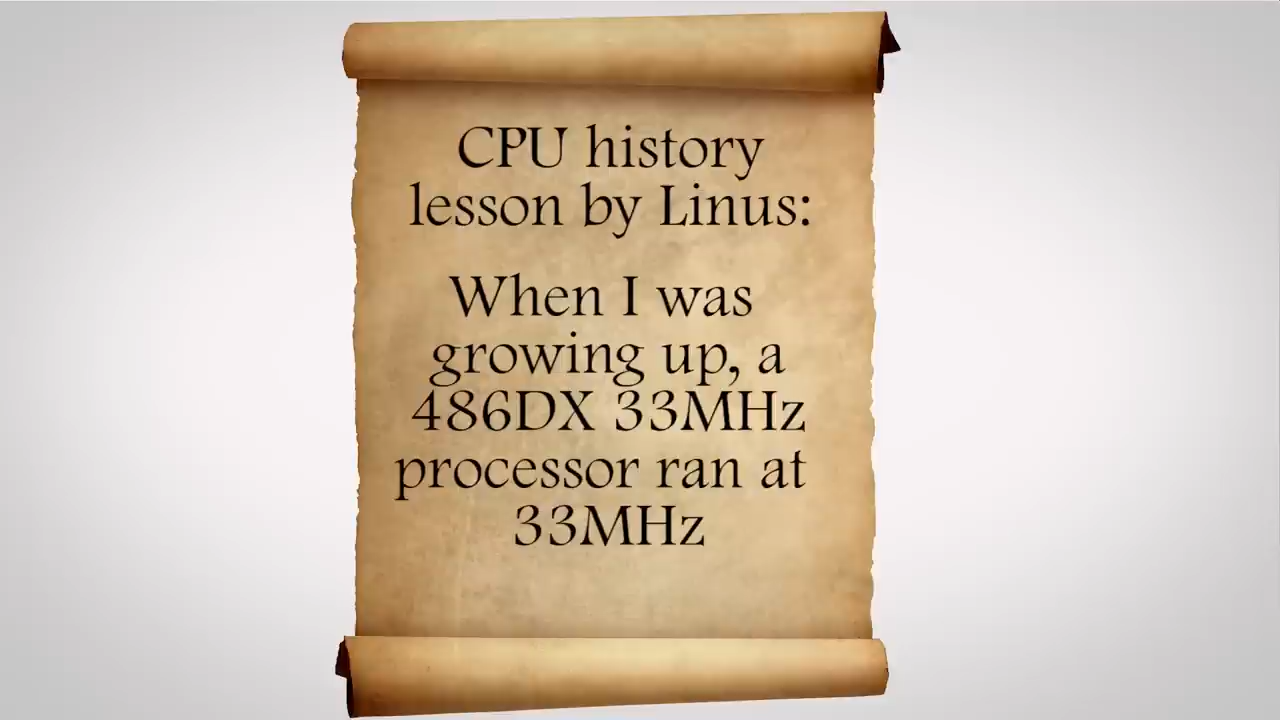 CPU history
lesson by Linus:
When I was
growing up, a
486DX 33MHz
processor ran at
33MHz